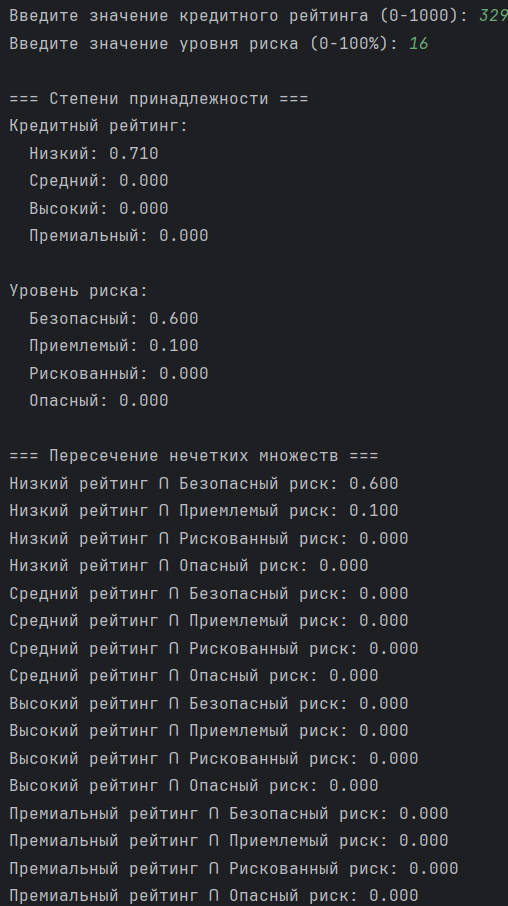 Введите значение кредитного рейтинга (0-1000): 329
Введите значение уровня риска (0-100%): 16
=== Степени принадлежности ===
Кредитный рейтинг:
Низкий: 0.710
Средний: 0.000
Высокий: 0.000
Премиальный: 0.000
Уровень риска:
Безопасный: 0.600
Приемлемый: 0.100
Рискованный: 0.000
Опасный: 0.000
=== Пересечение нечетких множеств ===
Низкий рейтинг ∩ Безопасный риск: 0.600
Низкий рейтинг ∩ Приемлемый риск: 0.100
Низкий рейтинг ∩ Рискованный риск: 0.000
Низкий рейтинг ∩ Опасный риск: 0.000
Средний рейтинг ∩ Безопасный риск: 0.000
Средний рейтинг ∩ Приемлемый риск: 0.000
Средний рейтинг ∩ Рискованный риск: 0.000
Средний рейтинг ∩ Опасный риск: 0.000
Высокий рейтинг ∩ Безопасный риск: 0.000
Высокий рейтинг ∩ Приемлемый риск: 0.000
Высокий рейтинг ∩ Рискованный риск: 0.000
Высокий рейтинг ∩ Опасный риск: 0.000
Премиальный рейтинг ∩ Безопасный риск: 0.000
Премиальный рейтинг ∩ Приемлемый риск: 0.000
Премиальный рейтинг ∩ Рискованный риск: 0.000
Премиальный рейтинг ∩ Опасный риск: 0.000